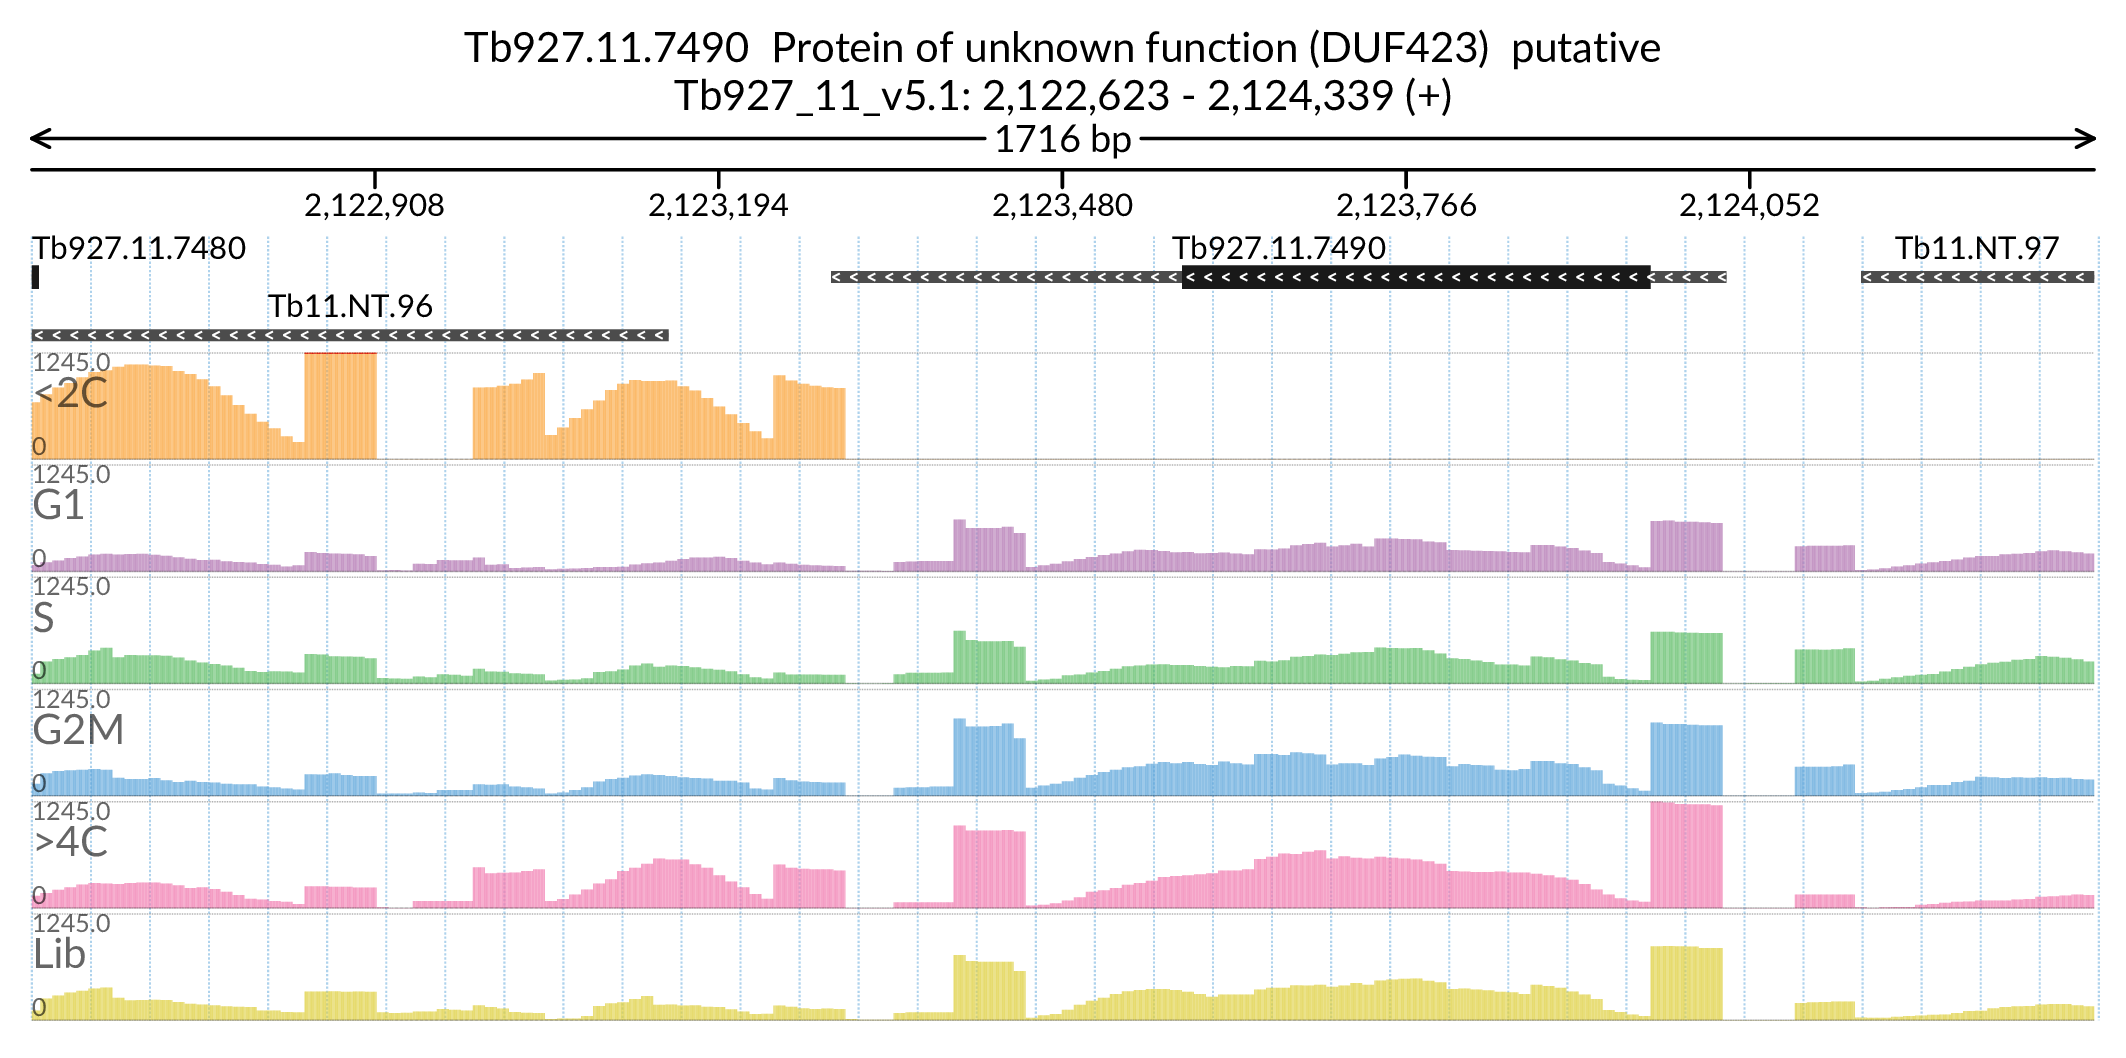 Tb927.11.7490  Protein of unknown function (DUF423)  putative
Tb927_11_v5.1: 2,122,623 - 2,124,339 (+)
1716 bp
2,122,908 2,123,194 2,123,480 2,123,766 2,124,052
Tb927.11.7480 Tb927.11.7490 Tb11.NT.97
Tb11.NT.96
1245.0
<2C
0
1245.0
G1
0
1245.0
S
0
1245.0
G2M
0
1245.0
>4C
0
1245.0
Lib
0